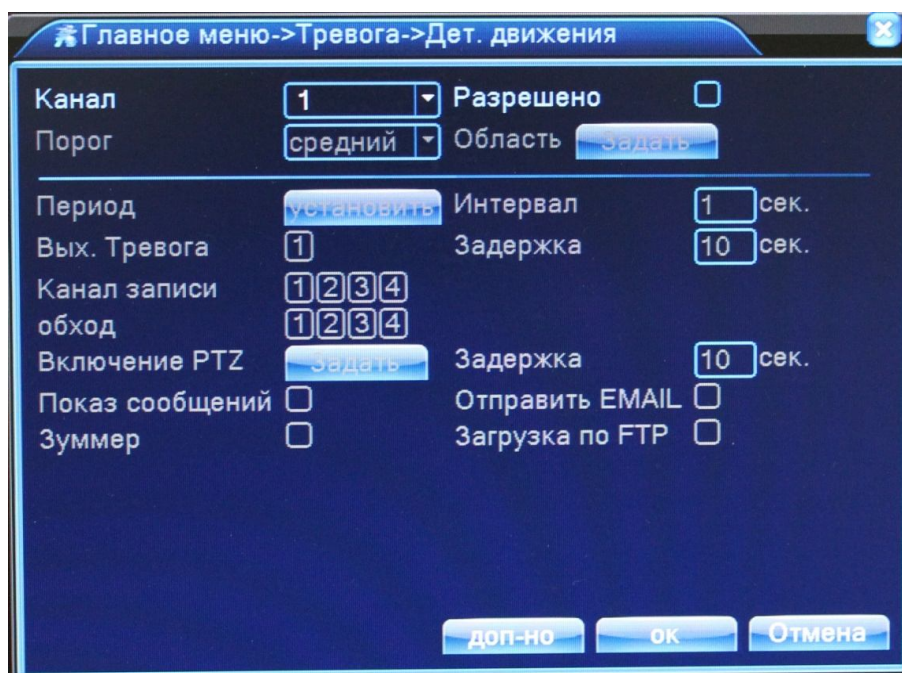 Главное меню->Тревога->Дет. движения
Канал 1 Разрешено
Порог средний Область Задать
Период установить Интервал 1 сек.
Вых. Тревога 1 Задержка 10 сек.
Канал записи 1 2 3 4
обход 1 2 3 4
Включение PTZ Задать Задержка 10 сек.
Показ сообщений Отправить EMAIL
Зуммер Загрузка по FTP
доп-но ок Отмена